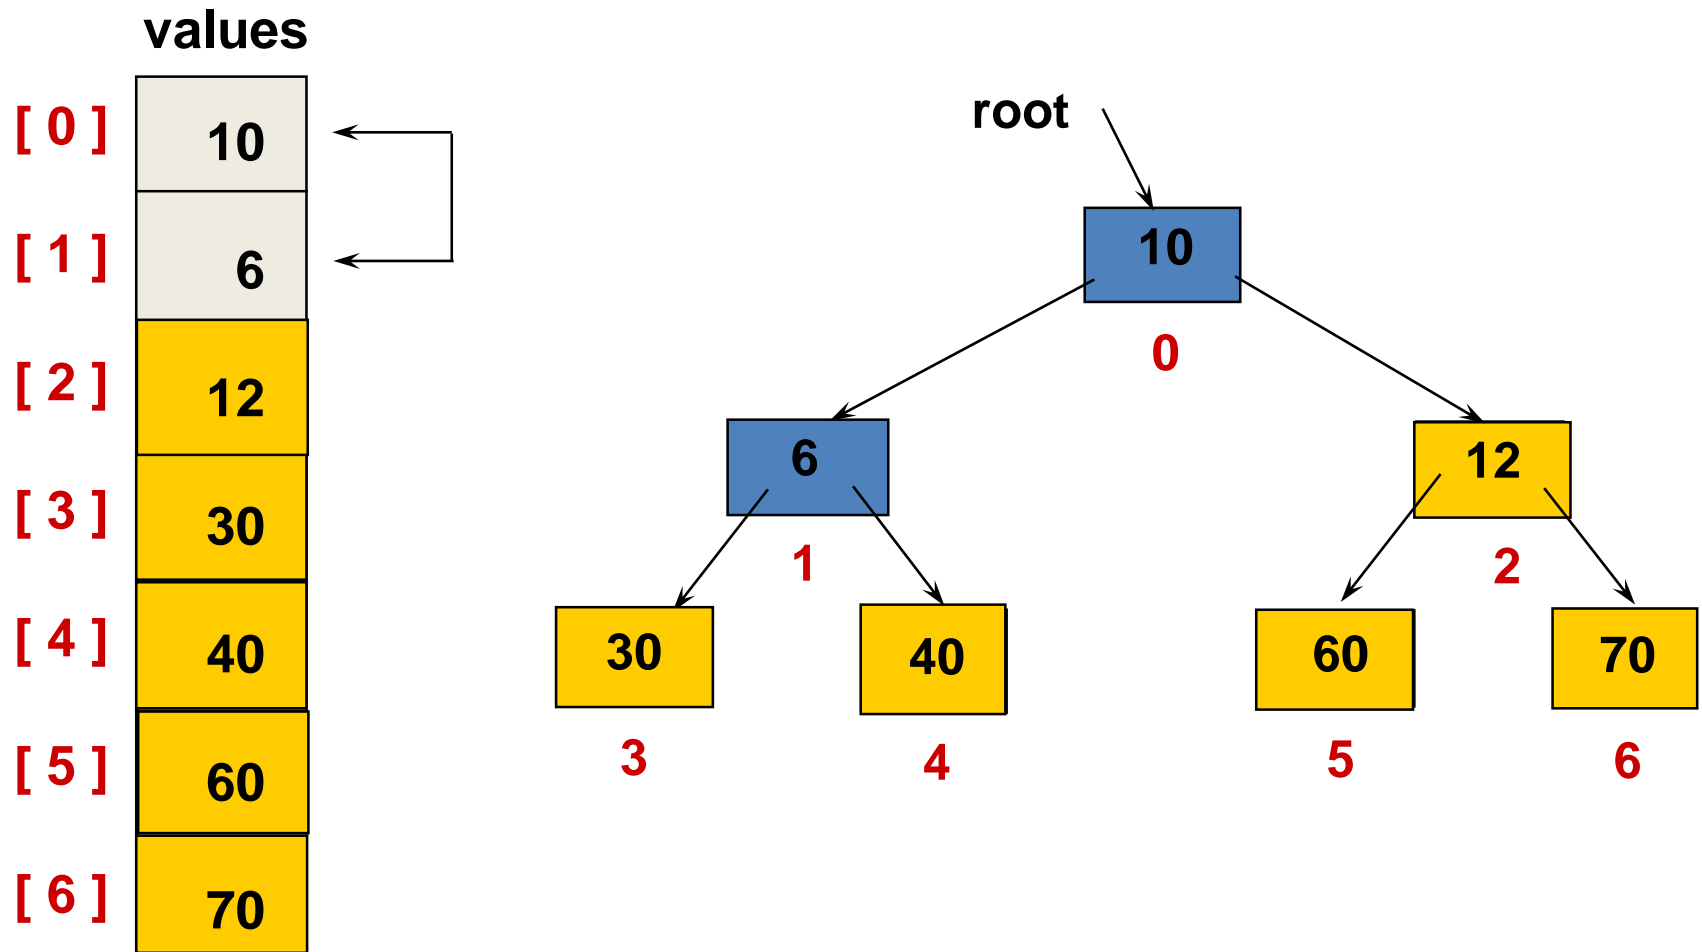 values
[ 0 ] 10
[ 1 ] 6
[ 2 ] 12
[ 3 ] 30
[ 4 ] 40
[ 5 ] 60
[ 6 ] 70
root
10
0
6 12
1 2
30 40 60 70
3 4 5 6